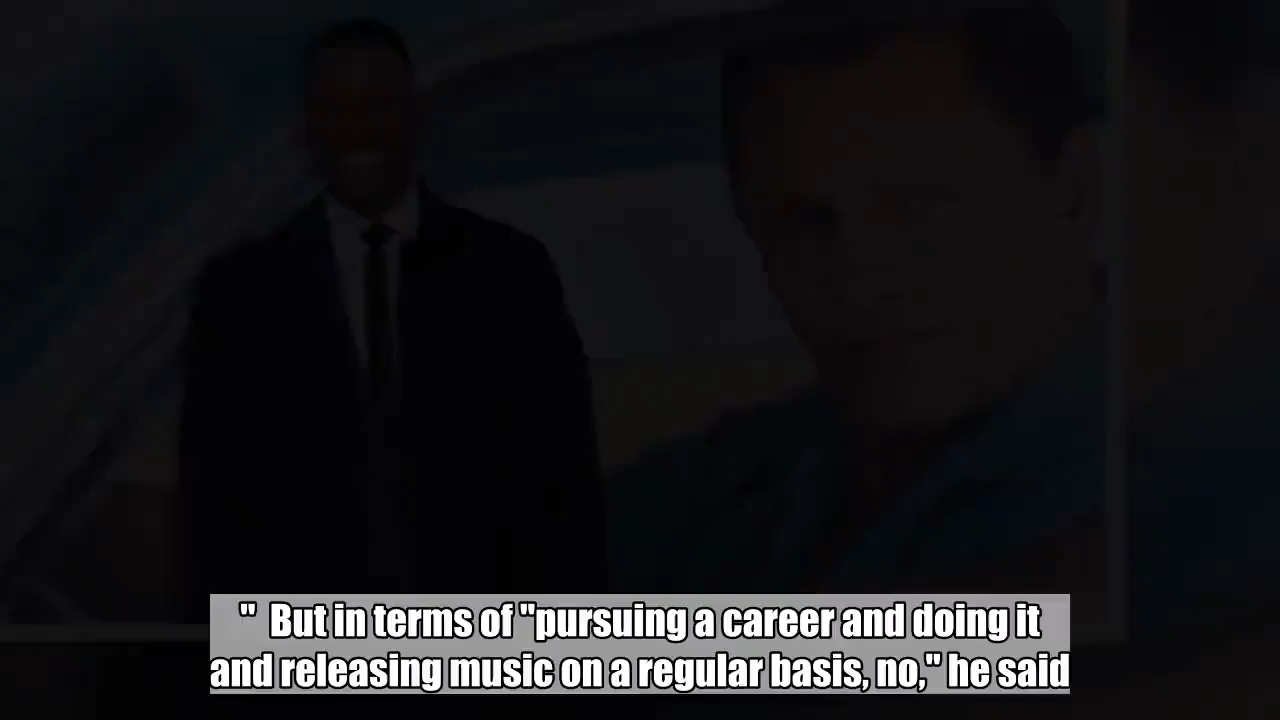 "  But in terms of "pursuing a career and doing it
and releasing music on a regular basis, no," he said